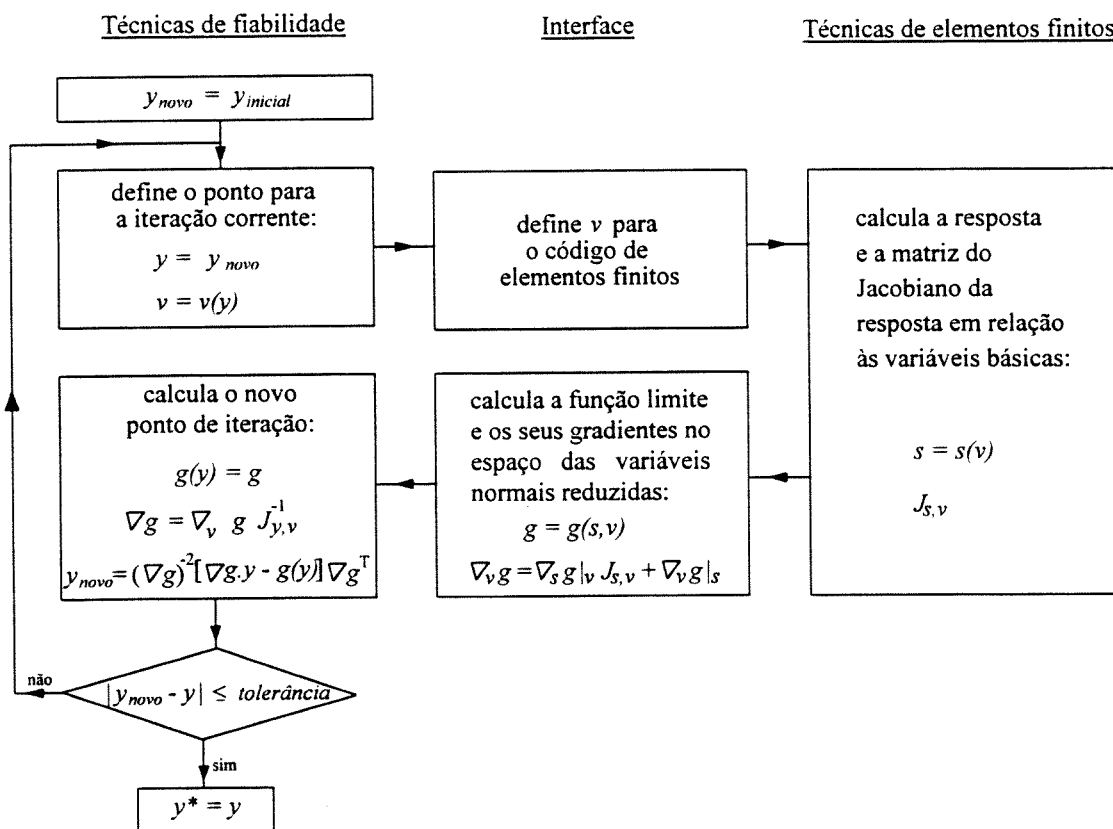 Técnicas de fiabilidade
Interface
Técnicas de elementos finitos
y_novo = y_inicial
define o ponto para
a iteração corrente:
y = y_novo
v = v(y)
define v para
o código de
elementos finitos
calcula a resposta
e a matriz do
Jacobiano da
resposta em relação
às variáveis básicas:
s = s(v)
J_s,v
calcula a função limite
e os seus gradientes no
espaço das variáveis
normais reduzidas:
g = g(s,v)
∇_v g = ∇_s g|_v J_s,v + ∇_v g|_s
calcula o novo
ponto de iteração:
g(y) = g
∇g = ∇_v g J_y,v^-1
y_novo = (∇g)^-2 [∇g.y - g(y)] ∇g^T
não
|y_novo - y| ≤ tolerância
sim
y* = y